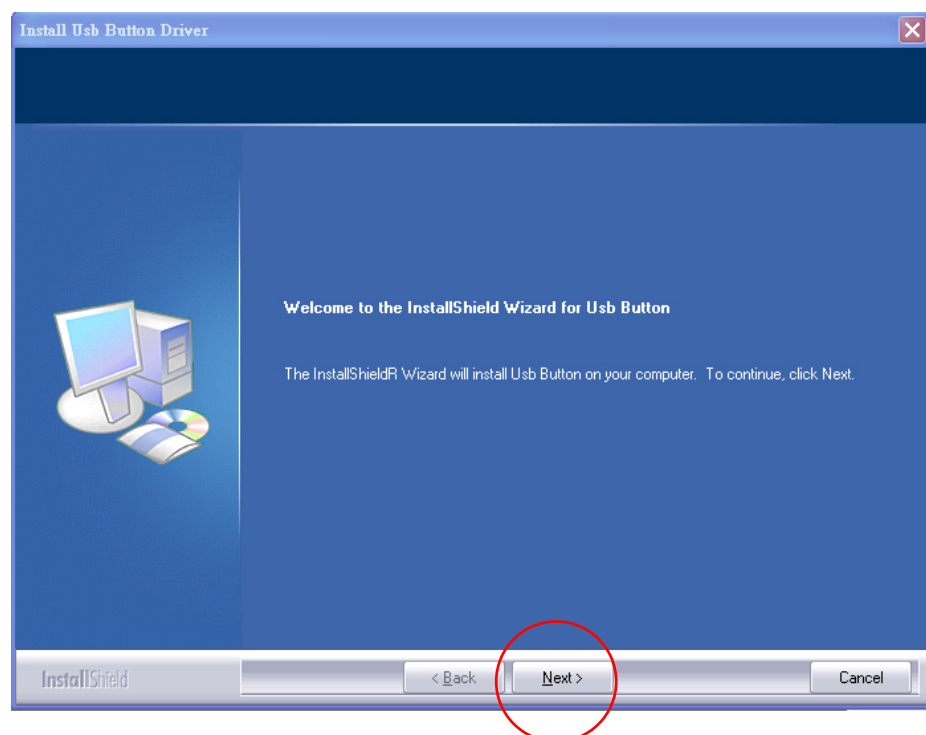 Install Usb Button Driver
Welcome to the InstallShield Wizard for Usb Button
The InstallShieldR Wizard will install Usb Button on your computer.  To continue, click Next.
InstallShield
< Back
Next >
Cancel